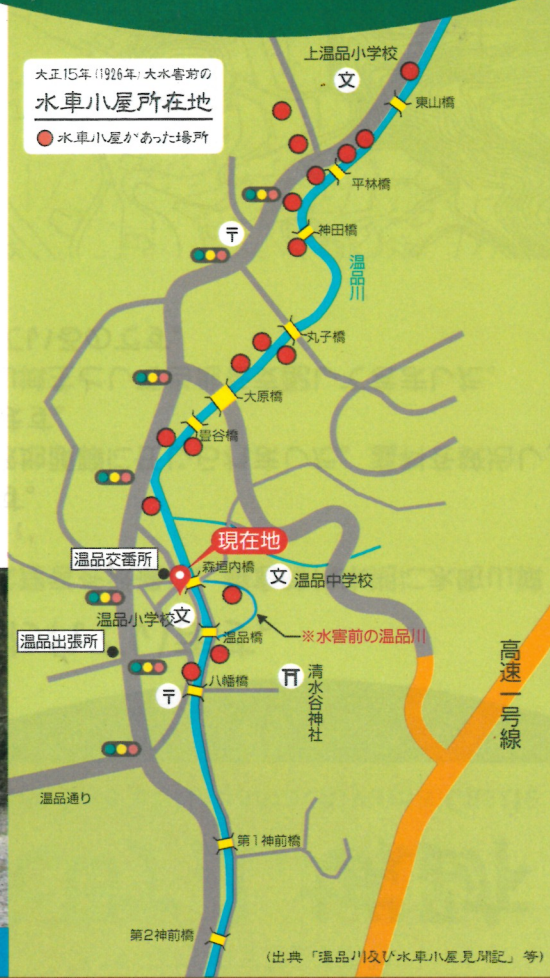 大正15年(1926年)大水害前の
水車小屋所在地
水車小屋があった場所
上温品小学校
文
東山橋
平林橋
〒
神田橋
温品川
丸子橋
大原橋
畳谷橋
現在地
温品交番所
森垣内橋
文
温品中学校
温品小学校
文
温品橋
※水害前の温品川
温品出張所
八幡橋
〒
清水谷神社
高速一号線
温品通り
第1神前橋
第2神前橋
(出典「温品川及び水車小屋見聞記」等)